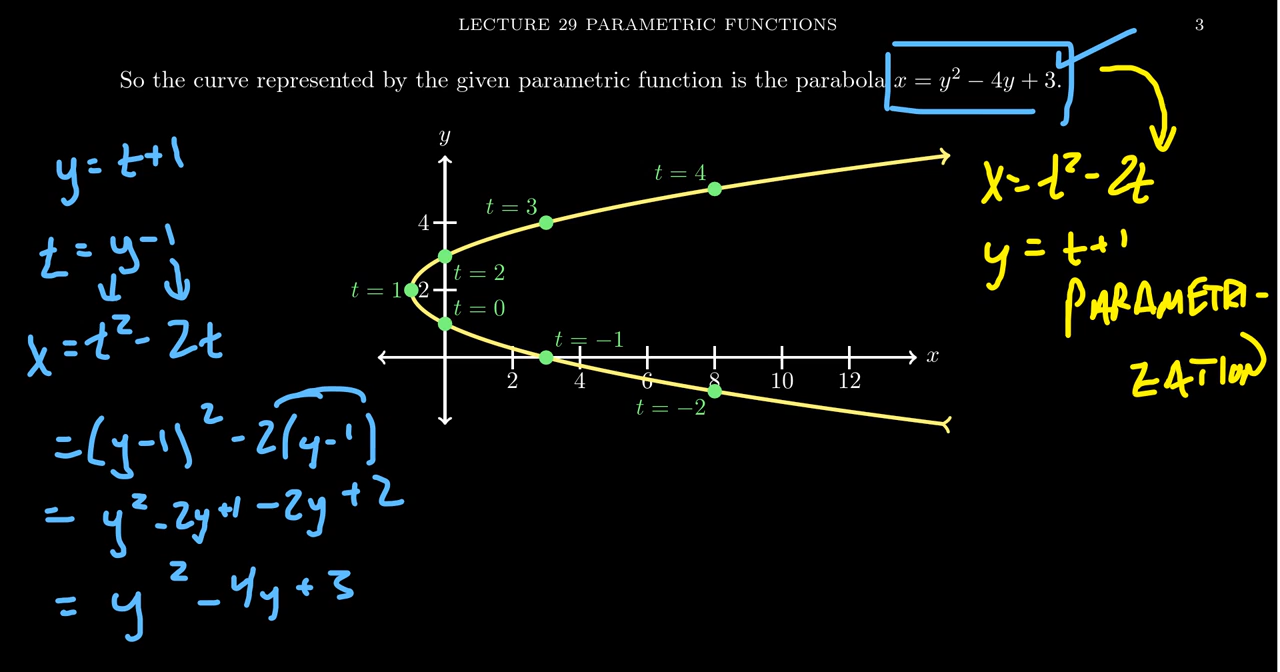 LECTURE 29 PARAMETRIC FUNCTIONS 3
So the curve represented by the given parametric function is the parabola x = y² − 4y + 3.
y = t+1
t = y-1
x = t² - 2t
= (y-1)² - 2(y-1)
= y² - 2y +1 - 2y + 2
= y² - 4y + 3
y
t = 4
t = 3
4
t = 2
t = 1
2
t = 0
t = −1
x
2 4 6 8 10 12
t = −2
x = t² - 2t
y = t+1
PARAMETRI-
ZATION